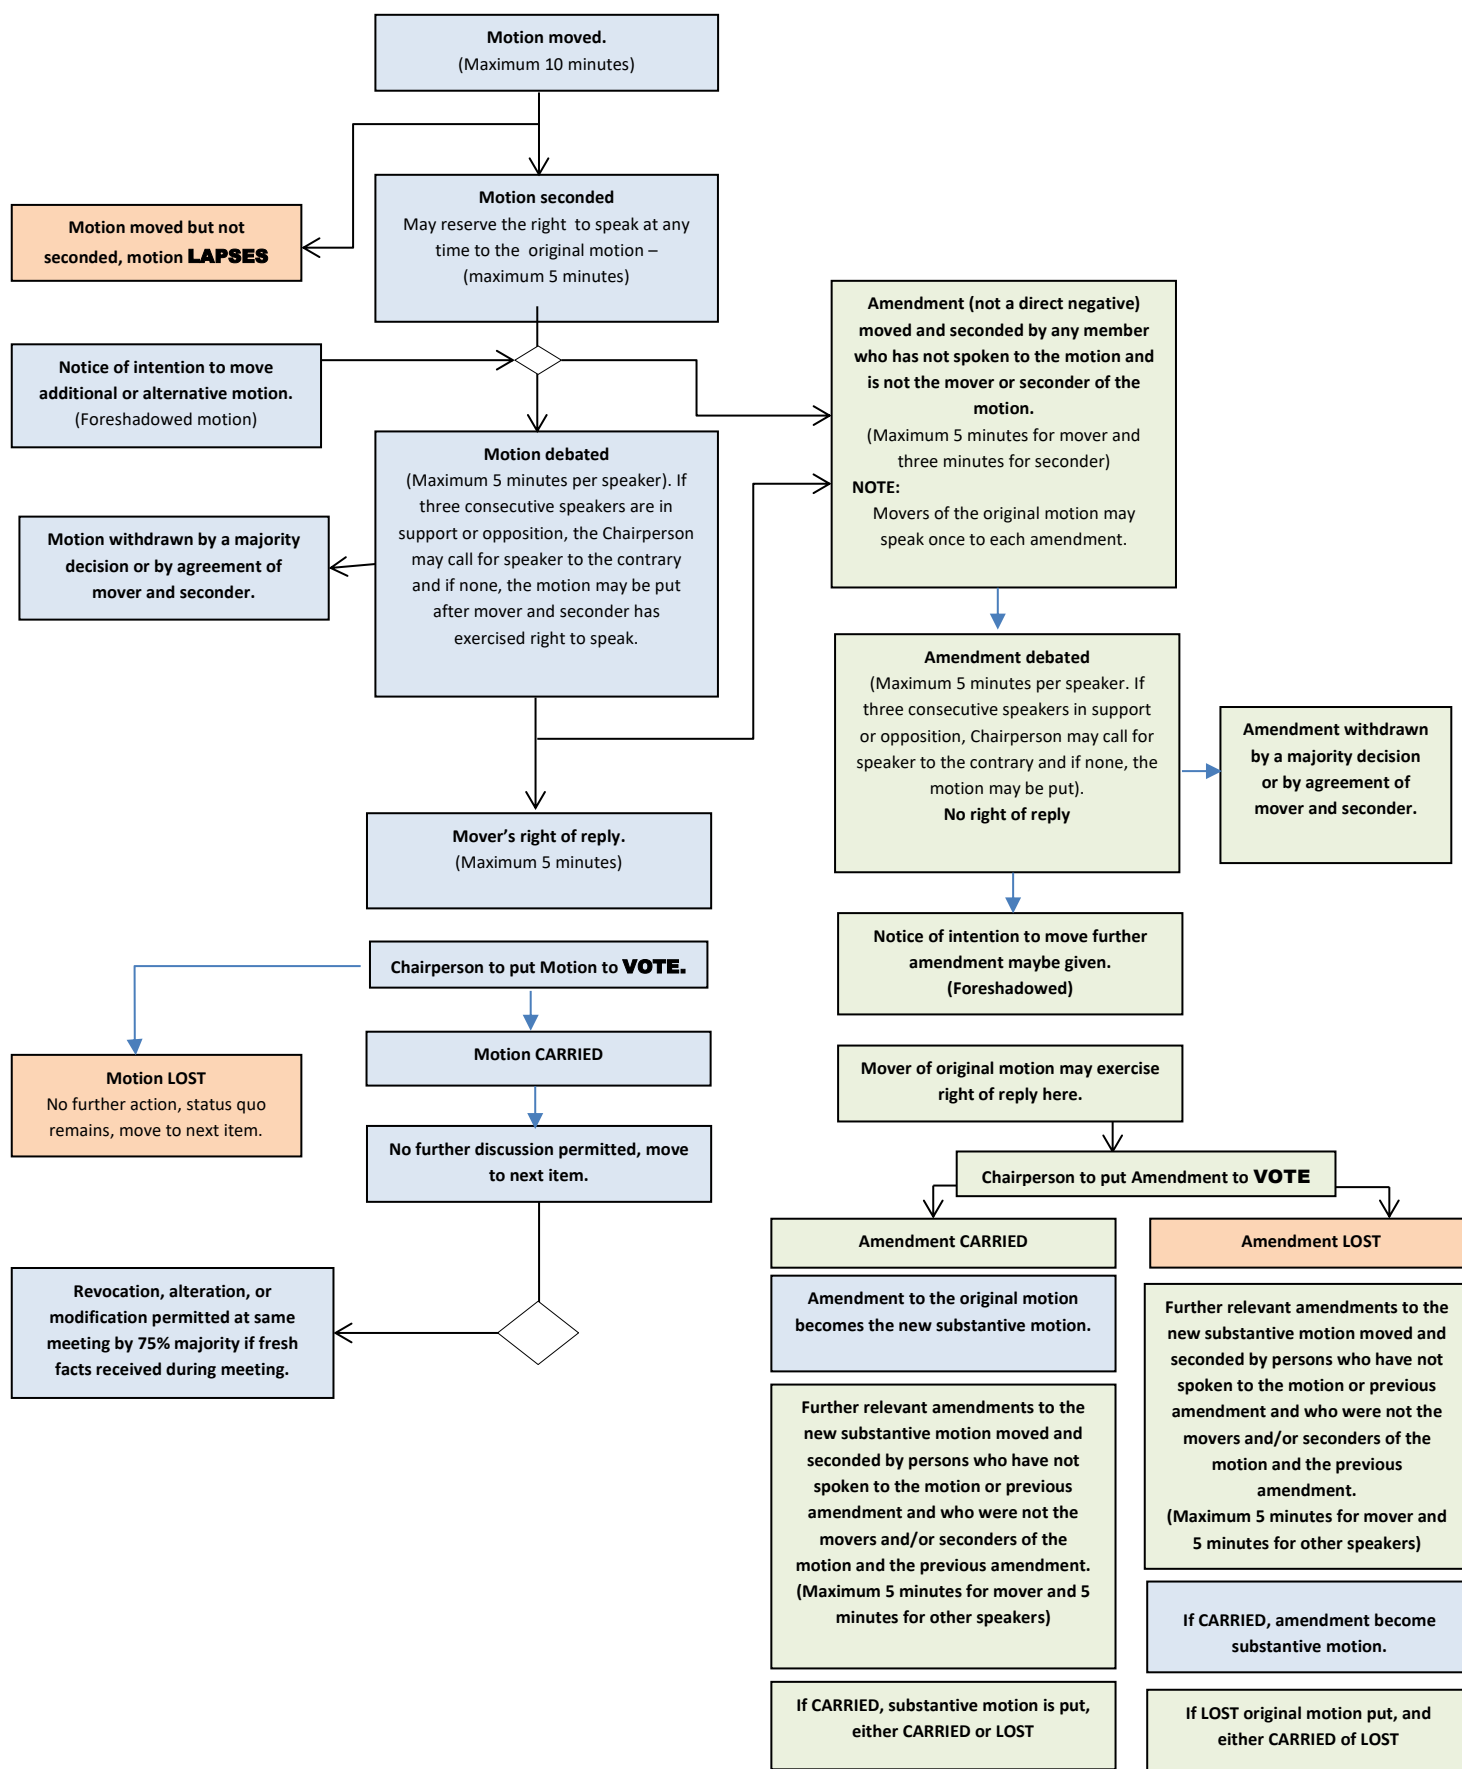 Motion moved.
(Maximum 10 minutes)
Motion seconded
May reserve the right to speak at any
time to the original motion –
(maximum 5 minutes)
Motion moved but not
seconded, motion LAPSES
Notice of intention to move
additional or alternative motion.
(Foreshadowed motion)
Motion debated
(Maximum 5 minutes per speaker). If
three consecutive speakers are in
support or opposition, the Chairperson
may call for speaker to the contrary
and if none, the motion may be put
after mover and seconder has
exercised right to speak.
Motion withdrawn by a majority
decision or by agreement of
mover and seconder.
Mover’s right of reply.
(Maximum 5 minutes)
Chairperson to put Motion to VOTE.
Motion CARRIED
Motion LOST
No further action, status quo
remains, move to next item.
No further discussion permitted, move
to next item.
Revocation, alteration, or
modification permitted at same
meeting by 75% majority if fresh
facts received during meeting.
Amendment (not a direct negative)
moved and seconded by any member
who has not spoken to the motion and
is not the mover or seconder of the
motion.
(Maximum 5 minutes for mover and
three minutes for seconder)
NOTE:
Movers of the original motion may
speak once to each amendment.
Amendment debated
(Maximum 5 minutes per speaker. If
three consecutive speakers in support
or opposition, Chairperson may call for
speaker to the contrary and if none, the
motion may be put).
No right of reply
Amendment withdrawn
by a majority decision
or by agreement of
mover and seconder.
Notice of intention to move further
amendment maybe given.
(Foreshadowed)
Mover of original motion may exercise
right of reply here.
Chairperson to put Amendment to VOTE
Amendment CARRIED
Amendment to the original motion
becomes the new substantive motion.
Further relevant amendments to the
new substantive motion moved and
seconded by persons who have not
spoken to the motion or previous
amendment and who were not the
movers and/or seconders of the
motion and the previous amendment.
(Maximum 5 minutes for mover and 5
minutes for other speakers)
If CARRIED, substantive motion is put,
either CARRIED or LOST
Amendment LOST
Further relevant amendments to the
new substantive motion moved and
seconded by persons who have not
spoken to the motion or previous
amendment and who were not the
movers and/or seconders of the
motion and the previous
amendment.
(Maximum 5 minutes for mover and
5 minutes for other speakers)
If CARRIED, amendment become
substantive motion.
If LOST original motion put, and
either CARRIED of LOST